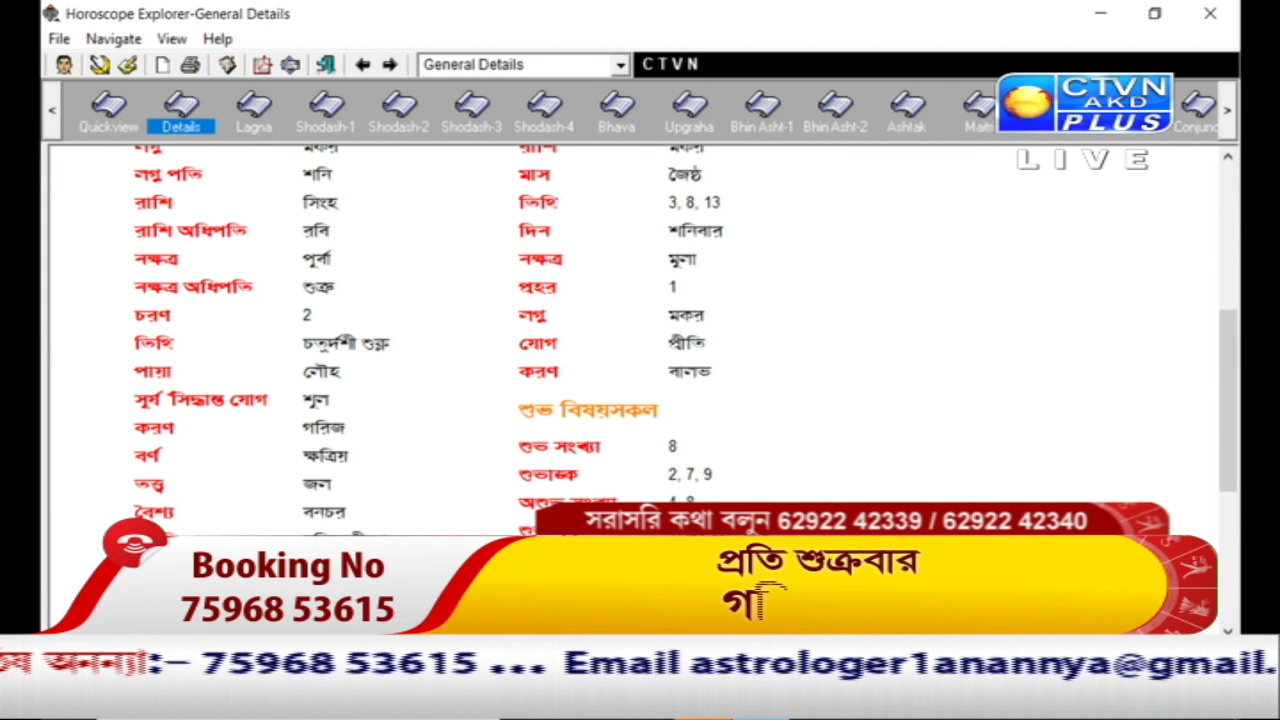 Horoscope Explorer-General Details
File Navigate View Help
General Details CTVN
Quickview Details Lagna Shodash-1 Shodash-2 Shodash-3 Shodash-4 Bhava Upgraha Bhin Asht-1 Bhin Asht-2 Ashtak
CTVN
AKD
PLUS
LIVE
লগ্ন মকর রাশি মকর
লগ্ন পতি শনি মাস জৈষ্ঠ
রাশি সিংহ তিথি 3, 8, 13
রাশি অধিপতি রবি দিন শনিবার
নক্ষত্র পুর্বা নক্ষত্র মুলা
নক্ষত্র অধিপতি শুক্র প্রহর 1
চরণ 2 লগ্ন মকর
তিথি চতুর্দশী শুক্ল যোগ প্রীতি
পায়া লৌহ করণ বালভ
সূর্য সিদ্ধান্ত যোগ শূল
শুভ বিষয়সকল
করণ গরিজ
শুভ সংখ্যা 8
বর্ণ ক্ষত্রিয়
শুভাঙ্ক 2, 7, 9
তত্ত্ব জল
বৈশ্য বনচর
সরাসরি কথা বলুন 62922 42339 / 62922 42340
Booking No
75968 53615
প্রতি শুক্রবার
অনন্যা:- 75968 53615 ... Email astrologer1anannya@gmail.